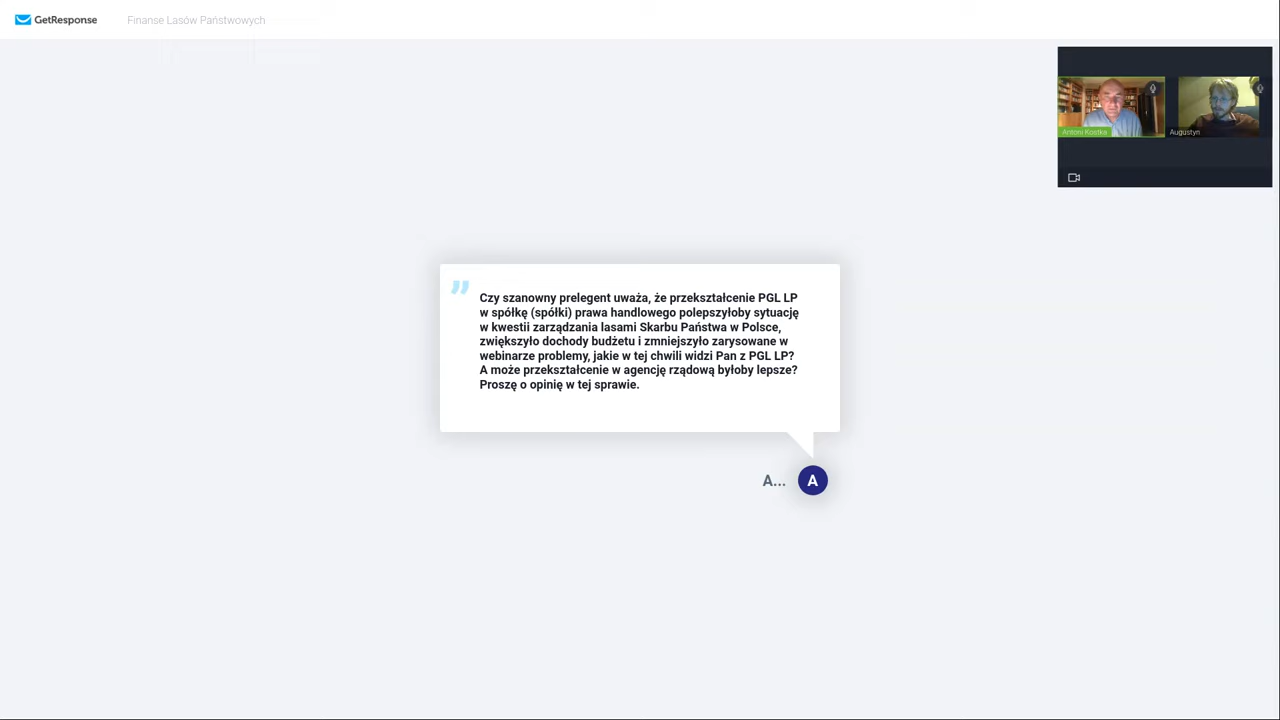 GetResponse
Finanse Lasów Państwowych
Antoni Kostka
Augustyn
”
Czy szanowny prelegent uważa, że przekształcenie PGL LP
w spółkę (spółki) prawa handlowego polepszyłoby sytuację
w kwestii zarządzania lasami Skarbu Państwa w Polsce,
zwiększyło dochody budżetu i zmniejszyło zarysowane w
webinarze problemy, jakie w tej chwili widzi Pan z PGL LP?
A może przekształcenie w agencję rządową byłoby lepsze?
Proszę o opinię w tej sprawie.
A...
A